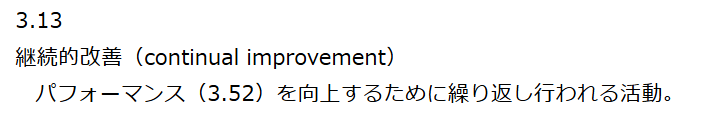 3.13
継続的改善（continual improvement）
パフォーマンス（3.52）を向上するために繰り返し行われる活動。